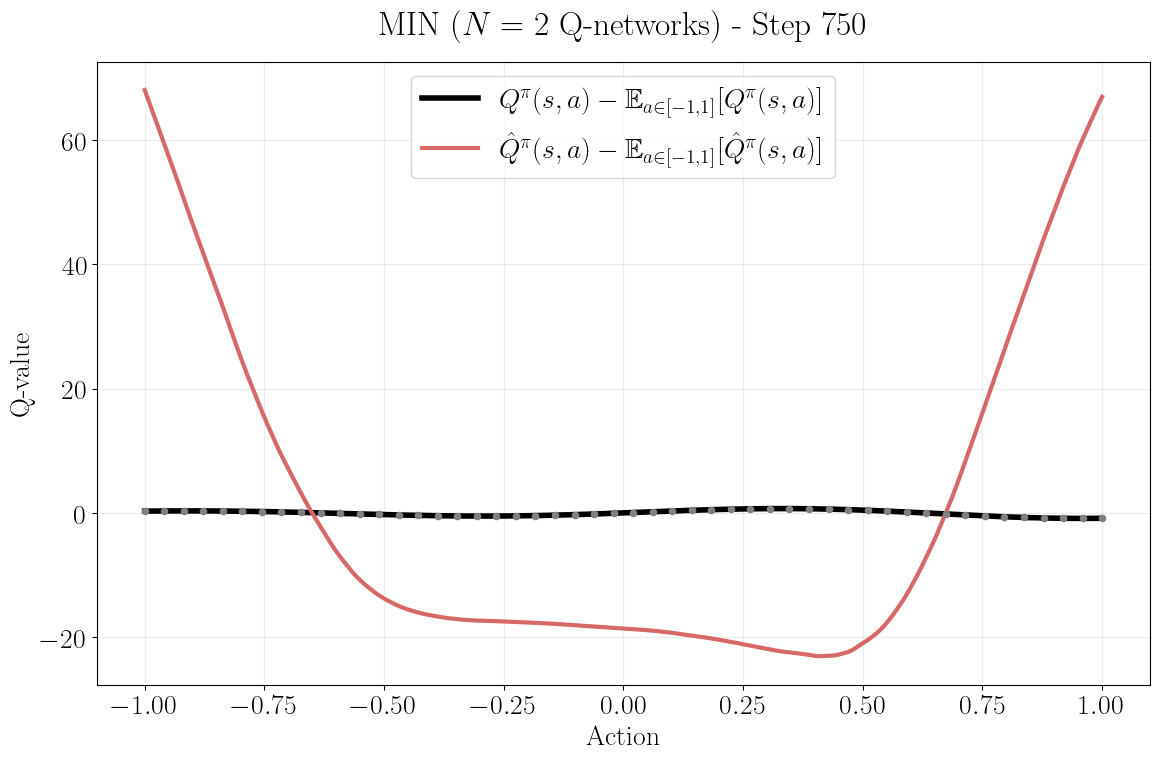 MIN (N = 2 Q-networks) - Step 750
Q^π(s, a) − 𝔼_{a∈[−1,1]}[Q^π(s, a)]
Q̂^π(s, a) − 𝔼_{a∈[−1,1]}[Q̂^π(s, a)]
Q-value
60
40
20
0
−20
−1.00 −0.75 −0.50 −0.25 0.00 0.25 0.50 0.75 1.00
Action